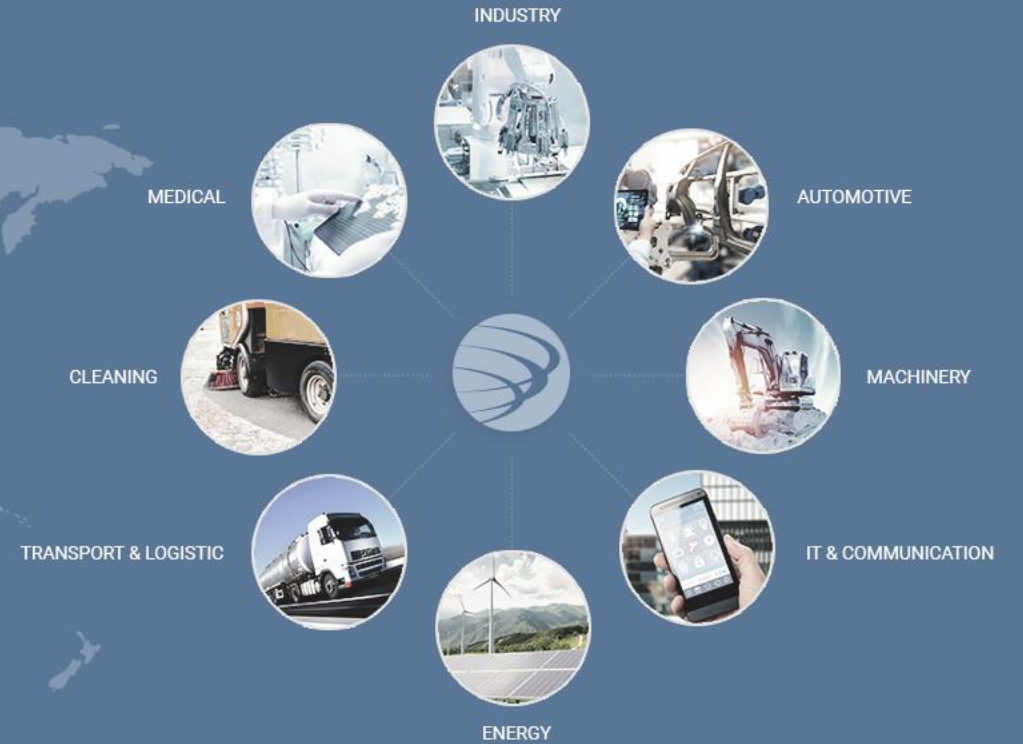 INDUSTRY
MEDICAL
AUTOMOTIVE
CLEANING
MACHINERY
TRANSPORT & LOGISTIC
IT & COMMUNICATION
ENERGY